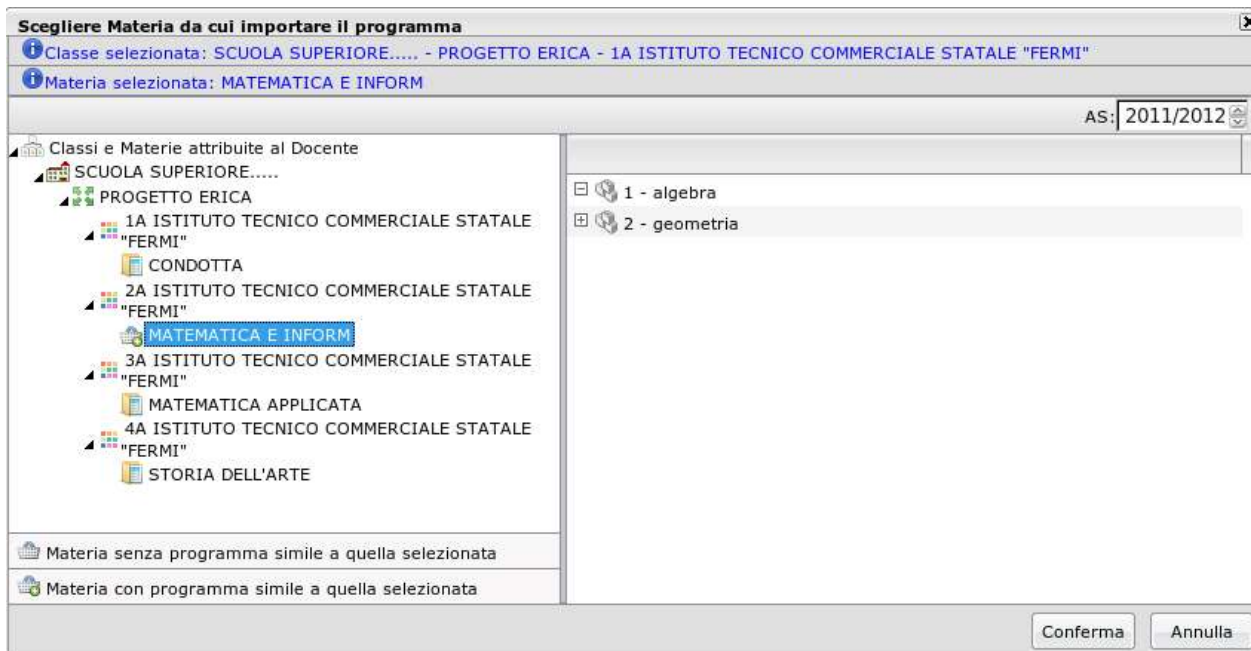 Scegliere Materia da cui importare il programma
Classe selezionata: SCUOLA SUPERIORE..... - PROGETTO ERICA - 1A ISTITUTO TECNICO COMMERCIALE STATALE "FERMI"
Materia selezionata: MATEMATICA E INFORM
AS: 2011/2012
Classi e Materie attribuite al Docente
SCUOLA SUPERIORE.....
PROGETTO ERICA
1A ISTITUTO TECNICO COMMERCIALE STATALE
"FERMI"
CONDOTTA
2A ISTITUTO TECNICO COMMERCIALE STATALE
"FERMI"
MATEMATICA E INFORM
3A ISTITUTO TECNICO COMMERCIALE STATALE
"FERMI"
MATEMATICA APPLICATA
4A ISTITUTO TECNICO COMMERCIALE STATALE
"FERMI"
STORIA DELL'ARTE
Materia senza programma simile a quella selezionata
Materia con programma simile a quella selezionata
1 - algebra
2 - geometria
Conferma
Annulla